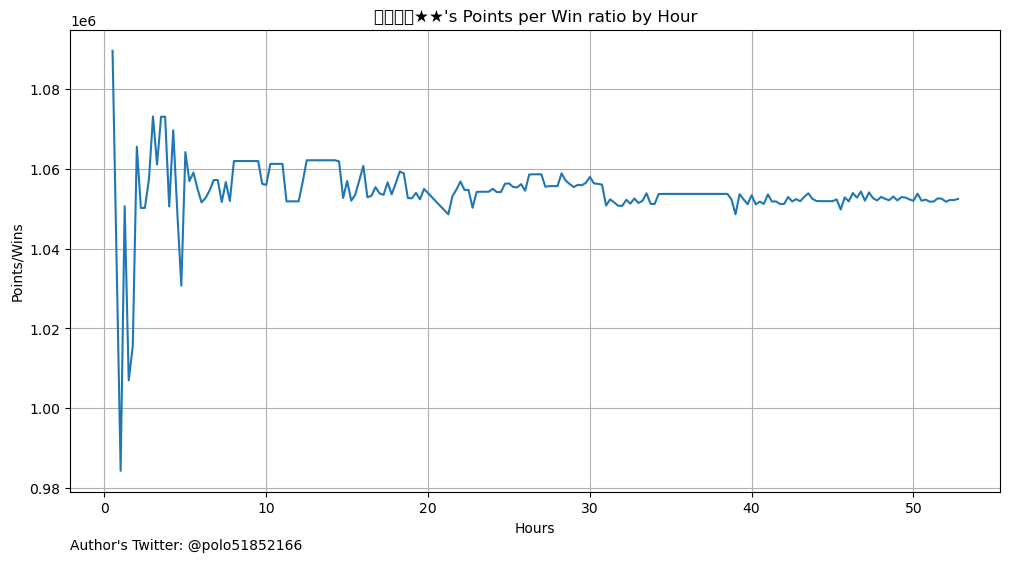 ★★'s Points per Win ratio by Hour
1e6
1.08
1.06
1.04
1.02
1.00
0.98
Points/Wins
0
10
20
30
40
50
Hours
Author's Twitter: @polo51852166